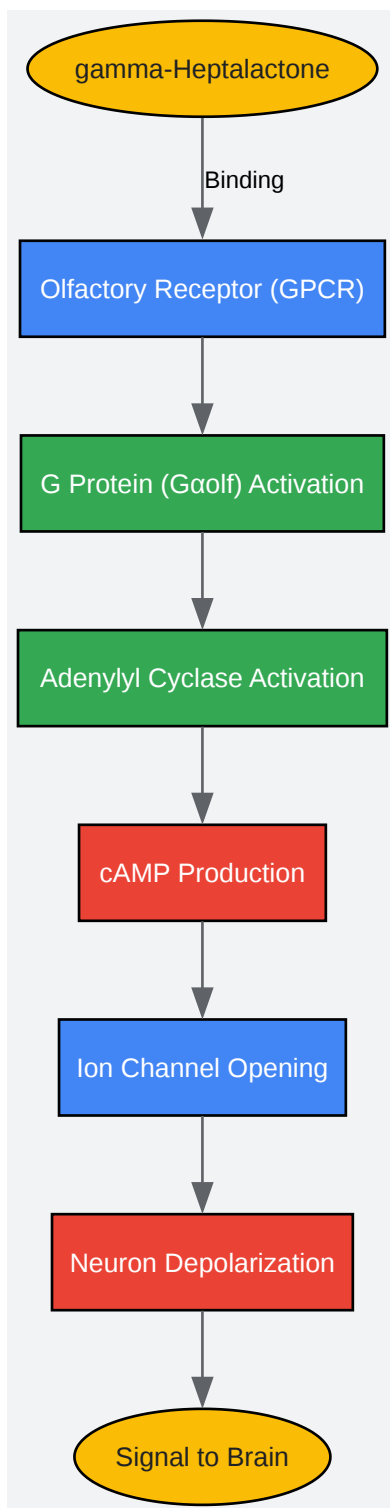 gamma-Heptalactone
Binding
Olfactory Receptor (GPCR)
G Protein (Gαolf) Activation
Adenylyl Cyclase Activation
cAMP Production
Ion Channel Opening
Neuron Depolarization
Signal to Brain